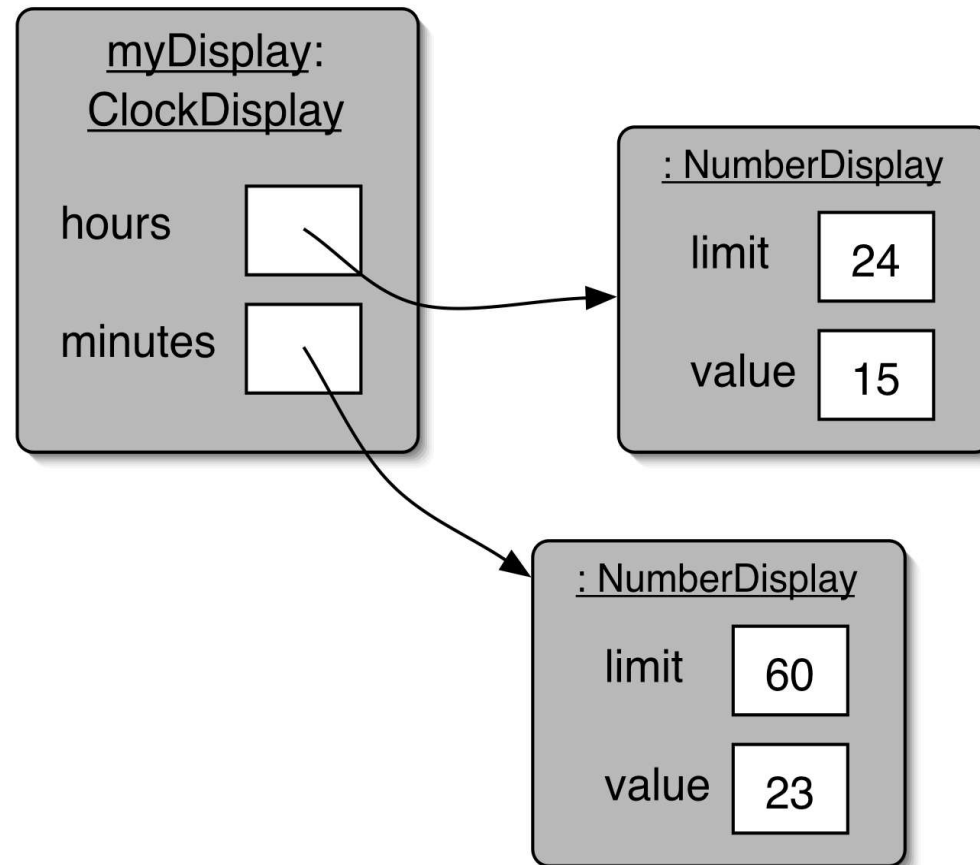 myDisplay:
ClockDisplay
hours
minutes
: NumberDisplay
limit 24
value 15
: NumberDisplay
limit 60
value 23